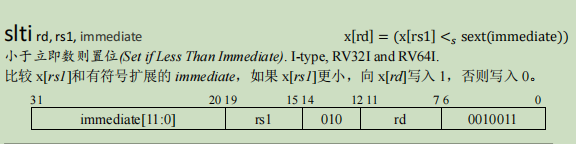 slti rd, rs1, immediate x[rd] = (x[rs1] <s sext(immediate))
小于立即数则置位(Set if Less Than Immediate). I-type, RV32I and RV64I.
比较 x[rs1]和有符号扩展的 immediate，如果 x[rs1]更小，向 x[rd]写入 1，否则写入 0。
31 20 19 15 14 12 11 7 6 0
immediate[11:0] rs1 010 rd 0010011